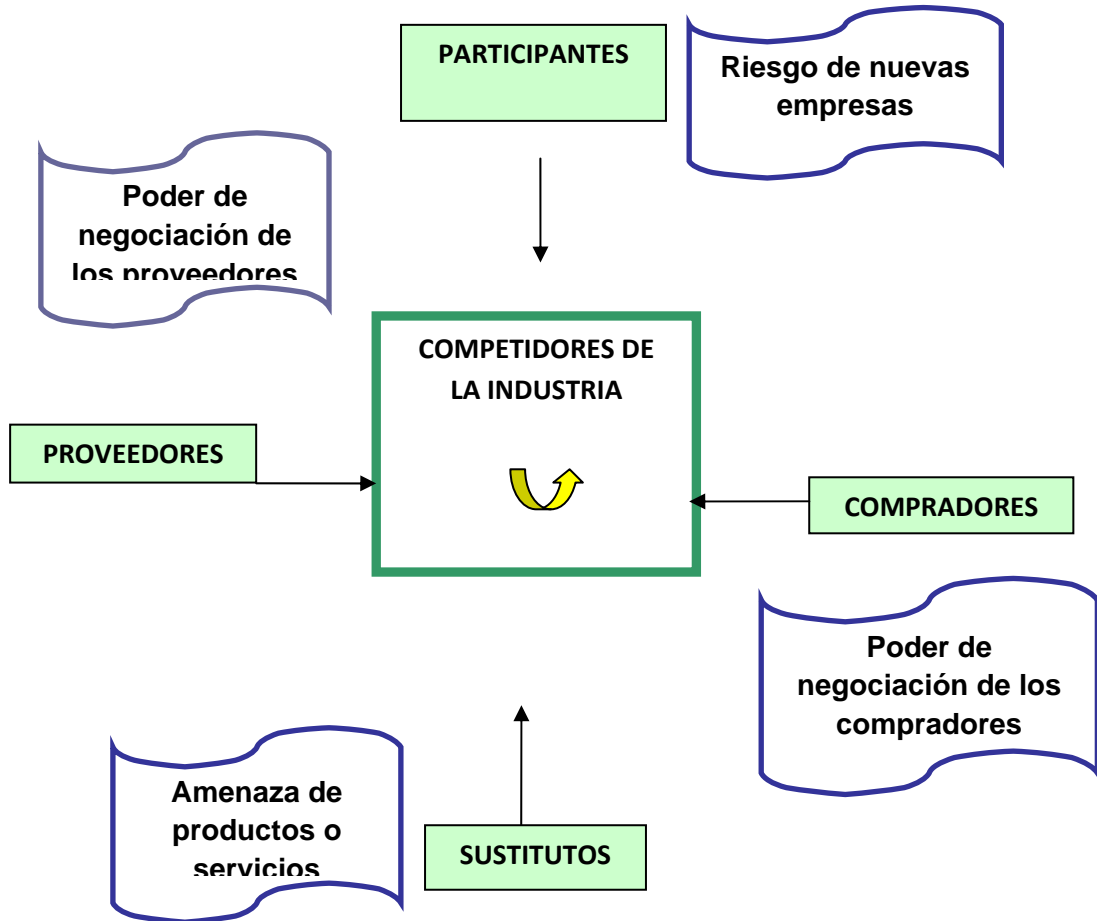 PARTICIPANTES
Riesgo de nuevas
empresas
Poder de
negociación de
los proveedores
COMPETIDORES DE
LA INDUSTRIA
PROVEEDORES
COMPRADORES
Poder de
negociación de los
compradores
Amenaza de
productos o
servicios
SUSTITUTOS